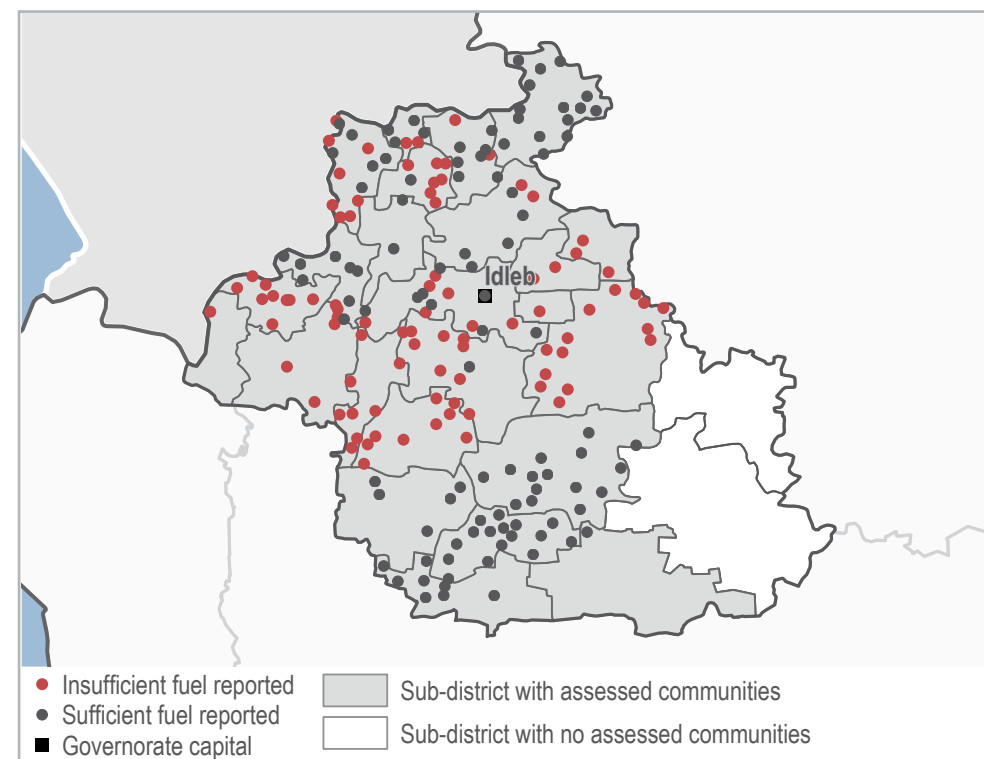 Idleb
Insufficient fuel reported
Sufficient fuel reported
Governorate capital
Sub-district with assessed communities
Sub-district with no assessed communities